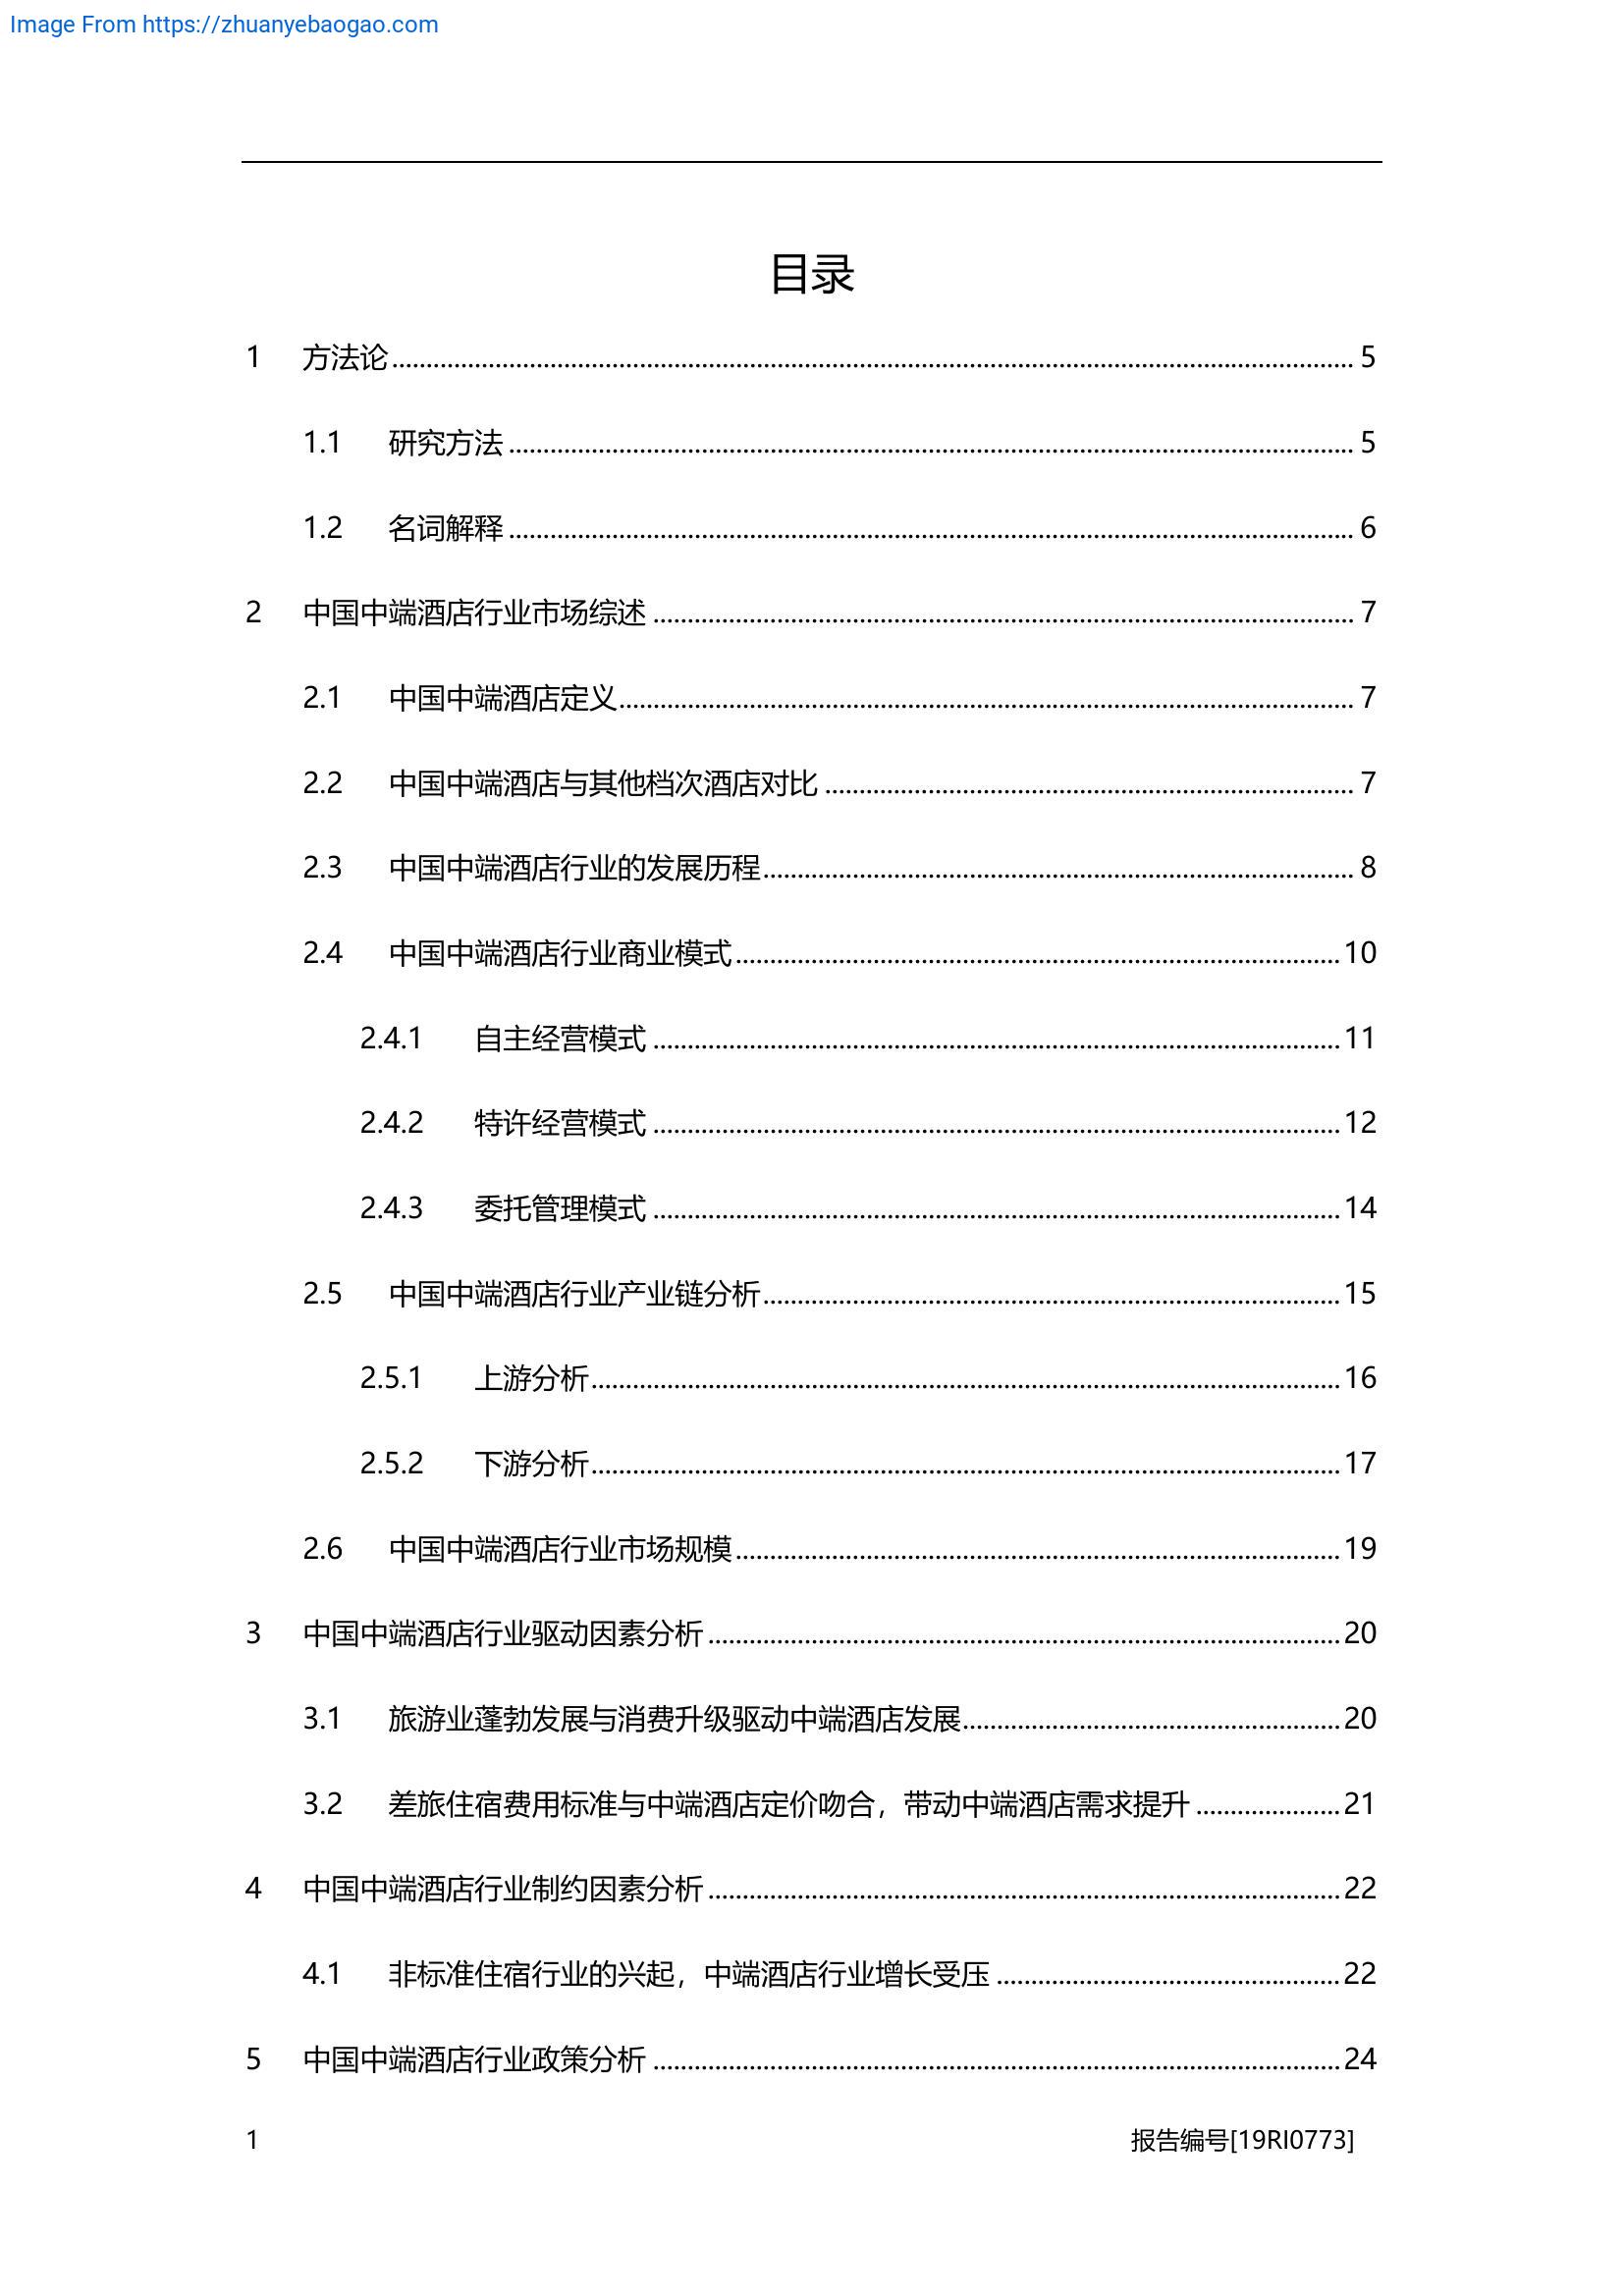 Image From https://zhuanyebaogao.com
目录
1 方法论 5
1.1 研究方法 5
1.2 名词解释 6
2 中国中端酒店行业市场综述 7
2.1 中国中端酒店定义 7
2.2 中国中端酒店与其他档次酒店对比 7
2.3 中国中端酒店行业的发展历程 8
2.4 中国中端酒店行业商业模式 10
2.4.1 自主经营模式 11
2.4.2 特许经营模式 12
2.4.3 委托管理模式 14
2.5 中国中端酒店行业产业链分析 15
2.5.1 上游分析 16
2.5.2 下游分析 17
2.6 中国中端酒店行业市场规模 19
3 中国中端酒店行业驱动因素分析 20
3.1 旅游业蓬勃发展与消费升级驱动中端酒店发展 20
3.2 差旅住宿费用标准与中端酒店定价吻合，带动中端酒店需求提升 21
4 中国中端酒店行业制约因素分析 22
4.1 非标准住宿行业的兴起，中端酒店行业增长受压 22
5 中国中端酒店行业政策分析 24
1 报告编号[19RI0773]